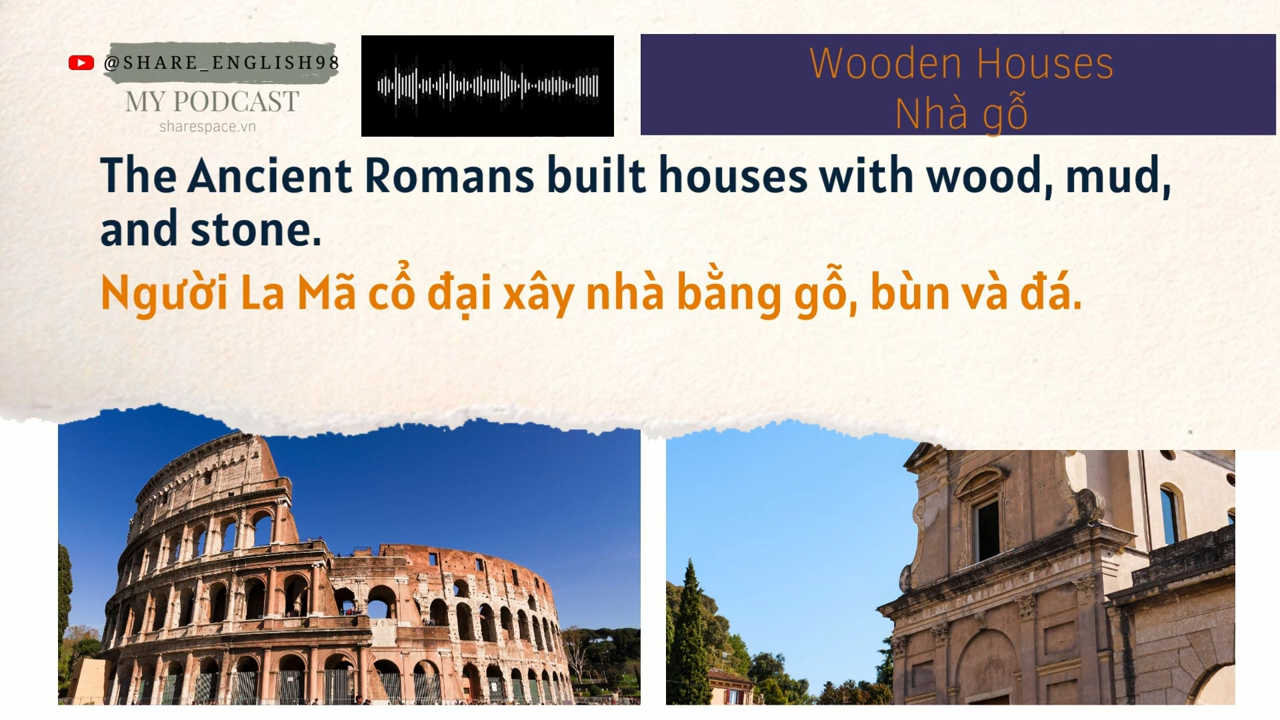 @SHARE_ENGLISH98
MY PODCAST
sharespace.vn
Wooden Houses
Nhà gỗ
The Ancient Romans built houses with wood, mud,
and stone.
Người La Mã cổ đại xây nhà bằng gỗ, bùn và đá.